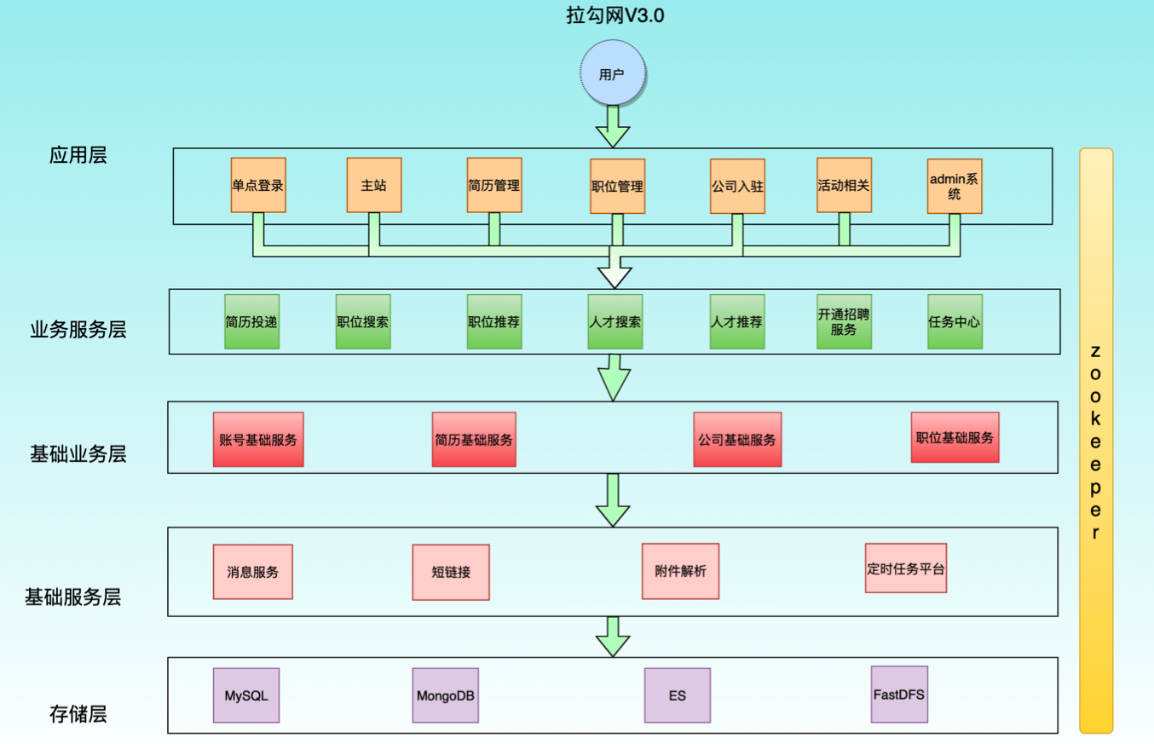 拉勾网V3.0
用户
应用层
单点登录
主站
简历管理
职位管理
公司入驻
活动相关
admin系
统
业务服务层
简历投递
职位搜索
职位推荐
人才搜索
人才推荐
开通招聘
服务
任务中心
基础业务层
账号基础服务
简历基础服务
公司基础服务
职位基础服务
基础服务层
消息服务
短链接
附件解析
定时任务平台
存储层
MySQL
MongoDB
ES
FastDFS
zookeeper